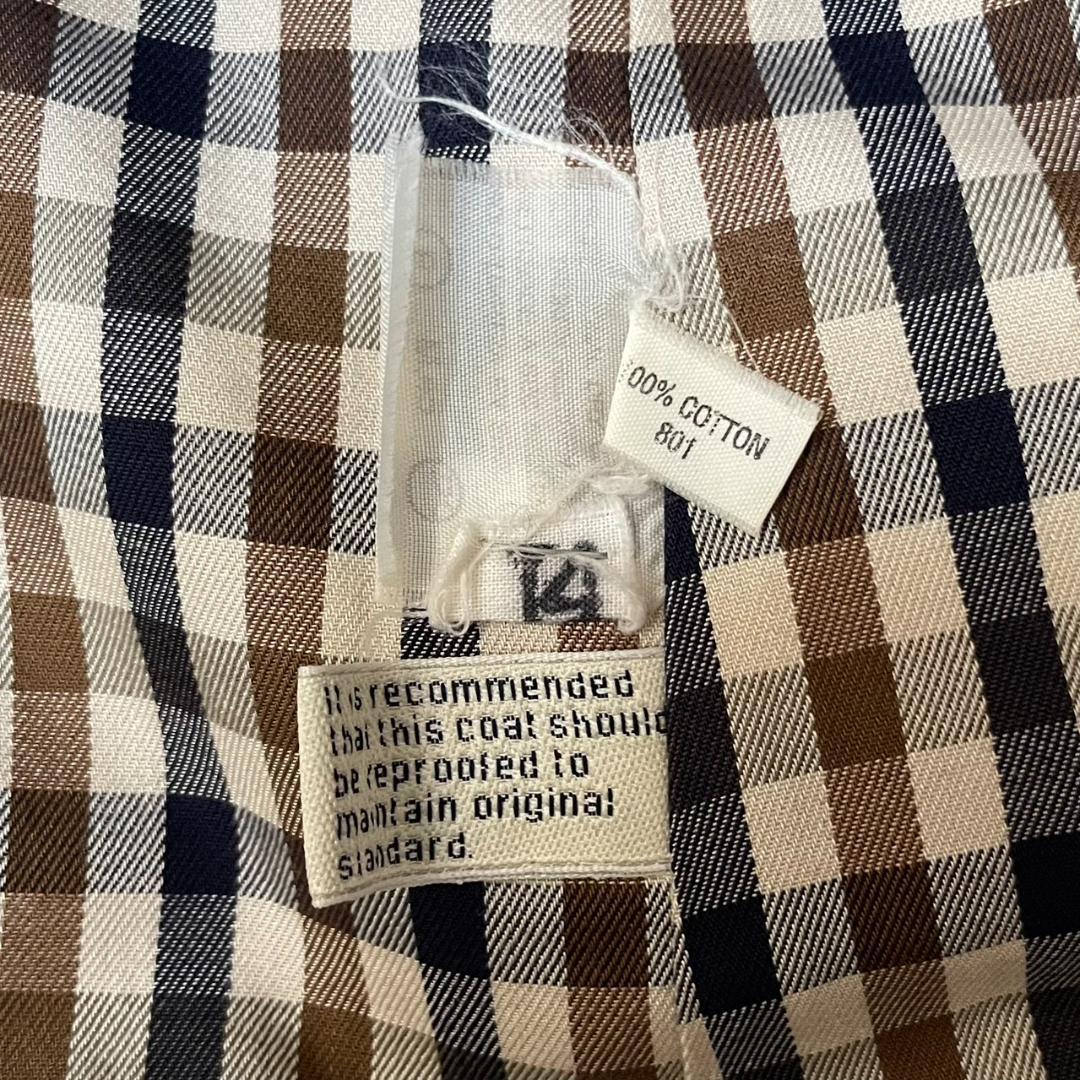 00% COTTON
801
14
It is recommended
that this coat should
be reproofed to
maintain original
standard.